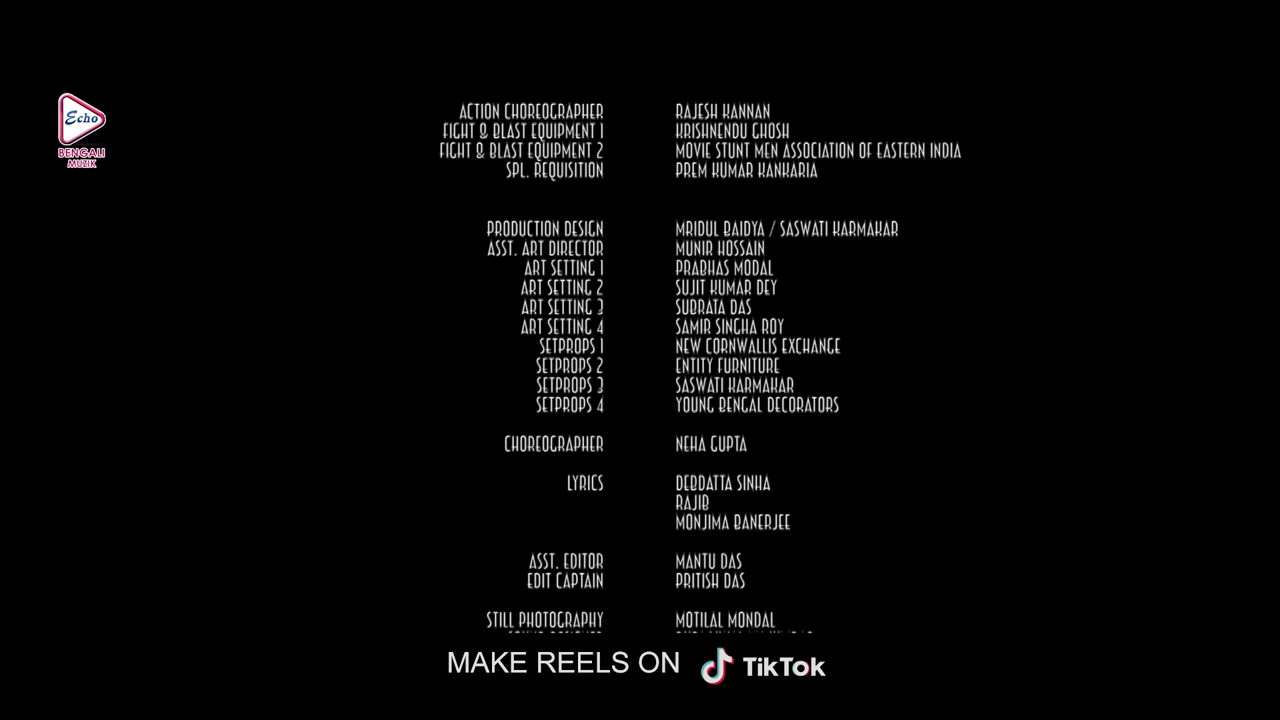 Echo
BENGALI
MUZIK
ACTION CHOREOGRAPHER RAJESH KANNAN
FIGHT & BLAST EQUIPMENT 1 KRISHNENDU GHOSH
FIGHT & BLAST EQUIPMENT 2 MOVIE STUNT MEN ASSOCIATION OF EASTERN INDIA
SPL. REQUISITION PREM KUMAR KANKARIA
PRODUCTION DESIGN MRIDUL BAIDYA / SASWATI KARMAKAR
ASST. ART DIRECTOR MUNIR HOSSAIN
ART SETTING 1 PRABHAS MODAL
ART SETTING 2 SUJIT KUMAR DEY
ART SETTING 3 SUBRATA DAS
ART SETTING 4 SAMIR SINGHA ROY
SETPROPS 1 NEW CORNWALLIS EXCHANGE
SETPROPS 2 ENTITY FURNITURE
SETPROPS 3 SASWATI KARMAKAR
SETPROPS 4 YOUNG BENGAL DECORATORS
CHOREOGRAPHER NEHA GUPTA
LYRICS DEBDATTA SINHA
RAJIB
MONJIMA BANERJEE
ASST. EDITOR MANTU DAS
EDIT CAPTAIN PRITISH DAS
STILL PHOTOGRAPHY MOTILAL MONDAL
MAKE REELS ON TikTok